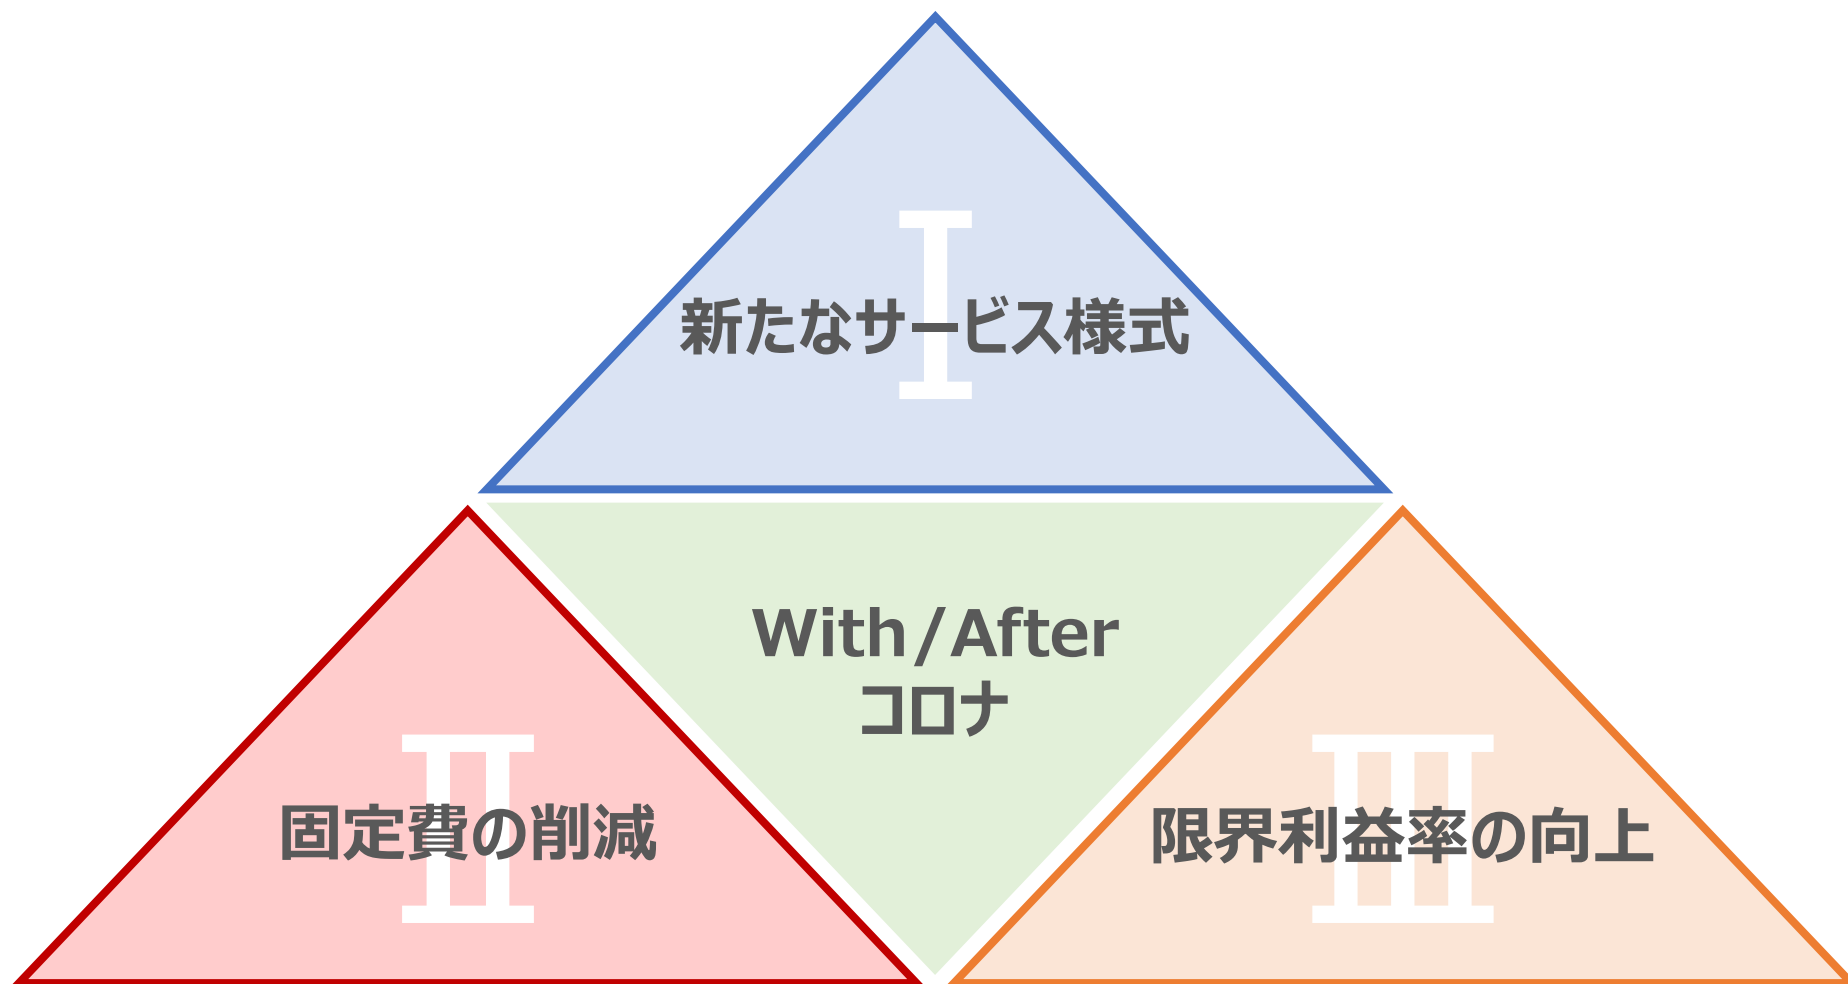 Ⅰ
新たなサービス様式
With/After
コロナ
Ⅱ
固定費の削減
Ⅲ
限界利益率の向上